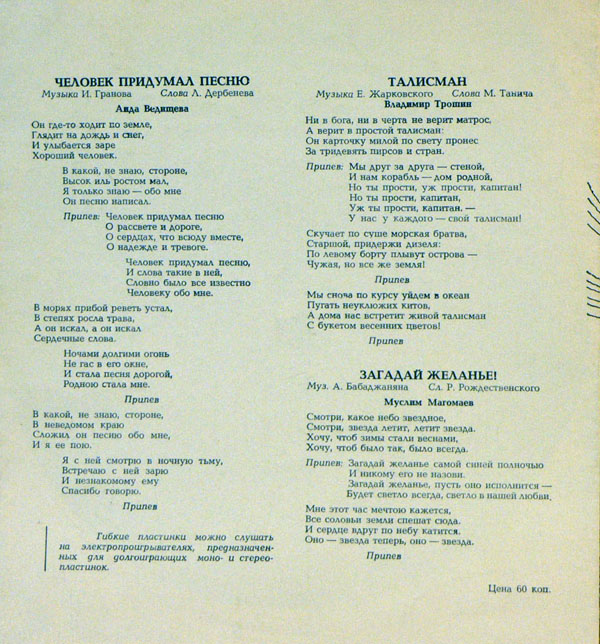 ЧЕЛОВЕК ПРИДУМАЛ ПЕСНЮ
Музыка И. Гранова Слова Л. Дербенева
Аида Ведищева
Он где-то ходит по земле,
Глядит на дождь и снег,
И улыбается заре
Хороший человек.
В какой, не знаю, стороне,
Высок иль ростом мал,
Я только знаю — обо мне
Он песню написал.
Припев: Человек придумал песню
О рассвете и дороге,
О сердцах, что всюду вместе,
О надежде и тревоге.
Человек придумал песню,
И слова такие в ней,
Словно было все известно
Человеку обо мне.
В морях прибой реветь устал,
В степях росла трава,
А он искал, а он искал
Сердечные слова.
Ночами долгими огонь
Не гас в его окне,
И стала песня дорогой,
Родною стала мне.
Припев
В какой, не знаю, стороне,
В неведомом краю
Сложил он песню обо мне,
И я ее пою.
Я с ней смотрю в ночную тьму,
Встречаю с ней зарю
И незнакомому ему
Спасибо говорю.
Припев
Гибкие пластинки можно слушать
на электропроигрывателях, предназначен-
ных для долгоиграющих моно- и стерео-
пластинок.
ТАЛИСМАН
Музыка Е. Жарковского Слова М. Танича
Владимир Трошин
Ни в бога, ни в черта не верит матрос,
А верит в простой талисман:
Он карточку милой по свету пронес
За тридевять пирсов и стран.
Припев: Мы друг за друга — стеной,
И нам корабль — дом родной,
Но ты прости, уж прости, капитан!
Но ты прости, капитан,
Уж ты прости, капитан. —
У нас у каждого — свой талисман!
Скучает по суше морская братва,
Старшой, придержи дизеля:
По левому борту плывут острова —
Чужая, но все же земля!
Припев
Мы снова по курсу уйдем в океан
Пугать неуклюжих китов,
А дома нас встретит живой талисман
С букетом весенних цветов!
Припев
ЗАГАДАЙ ЖЕЛАНЬЕ!
Муз. А. Бабаджаняна Сл. Р. Рождественского
Муслим Магомаев
Смотри, какое небо звездное,
Смотри, звезда летит, летит звезда.
Хочу, чтоб зимы стали веснами,
Хочу, чтоб было так, было всегда.
Припев: Загадай желанье самой синей полночью
И никому его не назови.
Загадай желанье, пусть оно исполнится —
Будет светло всегда, светло в нашей любви.
Мне этот час мечтою кажется,
Все соловьи земли спешат сюда.
И сердце вдруг по небу катится.
Оно — звезда теперь, оно — звезда.
Припев
Цена 60 коп.